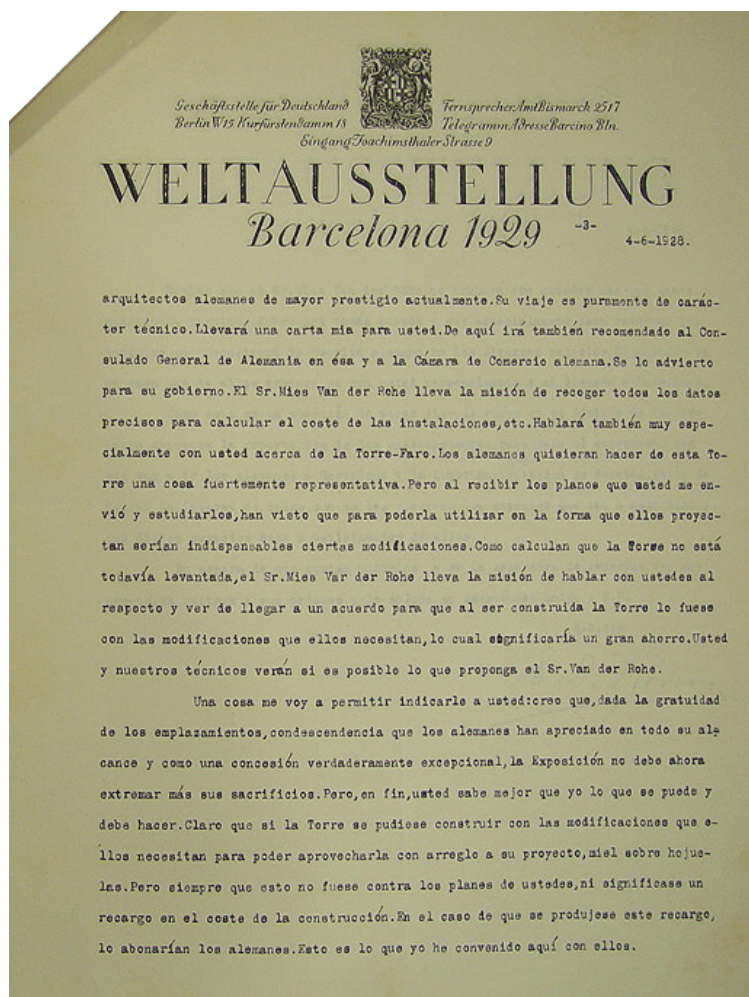 Geschäftsstelle für Deutschland
Berlin W15. Kurfürstendamm 18
Fernsprecher: Amt Bismarck 2517
Telegramm Adresse Barcino Bln.
Eingang Joachimsthaler Strasse 9
WELTAUSSTELLUNG
Barcelona 1929
-3-
4-6-1928.
arquitectos alemanes de mayor prestigio actualmente.Su viaje es puramente de carác-
ter técnico.Llevará una carta mia para usted.De aquí irá también recomendado al Con-
sulado General de Alemania en ésa y a la Cámara de Comercio alemana.Se lo advierto
para su gobierno.El Sr.Mies Van der Rohe lleva la misión de recoger todos los datos
precisos para calcular el coste de las instalaciones,etc.Hablará también muy espe-
cialmente con usted acerca de la Torre-Faro.Los alemanes quisieran hacer de esta To-
rre una cosa fuertemente representativa.Pero al recibir los planos que usted me en-
vió y estudiarlos,han visto que para poderla utilizar en la forma que ellos proyec-
tan serían indispensables ciertas modificaciones.Como calculan que la Torre no está
todavía levantada,el Sr.Mies Var der Rohe lleva la misión de hablar con ustedes al
respecto y ver de llegar a un acuerdo para que al ser construida la Torre lo fuese
con las modificaciones que ellos necesitan,lo cual significaría un gran ahorro.Usted
y nuestros técnicos verán si es posible lo que proponga el Sr.Van der Rohe.
Una cosa me voy a permitir indicarle a usted:creo que,dada la gratuidad
de los emplazamientos,condescendencia que los alemanes han apreciado en todo su al-
cance y como una concesión verdaderamente excepcional,la Exposición no debe ahora
extremar más sus sacrificios.Pero,en fin,usted sabe mejor que yo lo que se puede y
debe hacer.Claro que si la Torre se pudiese construir con las modificaciones que e-
llos necesitan para poder aprovecharla con arreglo a su proyecto,miel sobre hojue-
las.Pero siempre que esto no fuese contra los planes de ustedes,ni significase un
recargo en el coste de la construcción.En el caso de que se produjese este recargo,
lo abonarían los alemanes.Esto es lo que yo he convenido aquí con ellos.